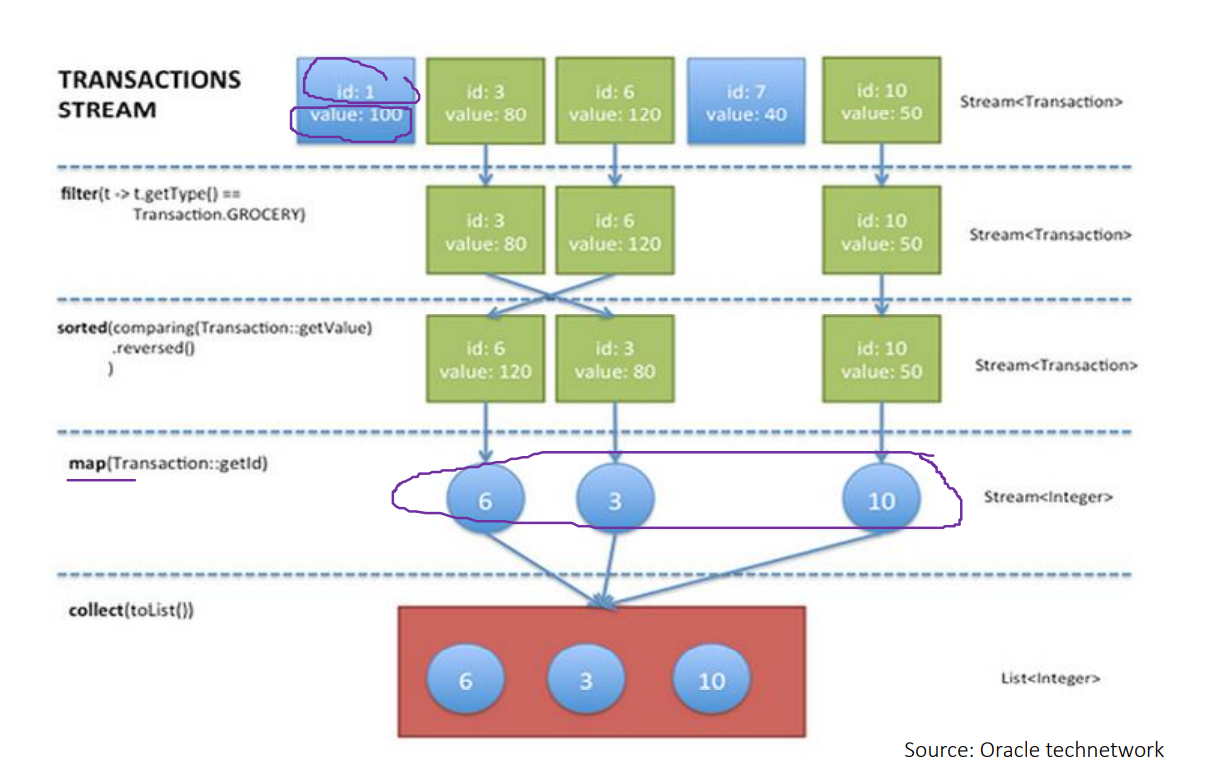 TRANSACTIONS
STREAM
id: 1
value: 100
id: 3
value: 80
id: 6
value: 120
id: 7
value: 40
id: 10
value: 50
Stream<Transaction>
filter(t -> t.getType() ==
Transaction.GROCERY)
id: 3
value: 80
id: 6
value: 120
id: 10
value: 50
Stream<Transaction>
sorted(comparing(Transaction::getValue)
.reversed()
)
id: 6
value: 120
id: 3
value: 80
id: 10
value: 50
Stream<Transaction>
map(Transaction::getId)
6
3
10
Stream<Integer>
collect(toList())
6
3
10
List<Integer>
Source: Oracle technetwork